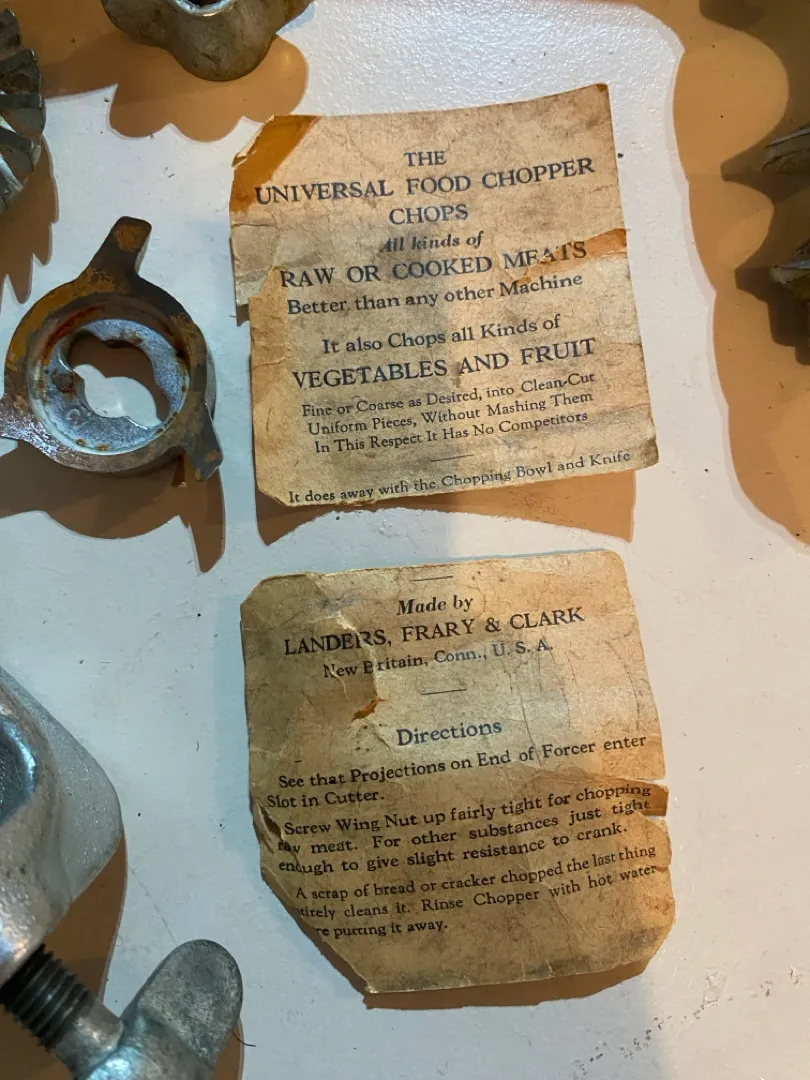 THE
UNIVERSAL FOOD CHOPPER
CHOPS
All kinds of
RAW OR COOKED MEATS
Better than any other Machine
It also Chops all Kinds of
VEGETABLES AND FRUIT
Fine or Coarse as Desired, into Clean-Cut
Uniform Pieces, Without Mashing Them
In This Respect It Has No Competitors
It does away with the Chopping Bowl and Knife
Made by
LANDERS, FRARY & CLARK
New Britain, Conn., U. S. A.
Directions
See that Projections on End of Forcer enter
Slot in Cutter.
Screw Wing Nut up fairly tight for chopping
raw meat. For other substances just tight
enough to give slight resistance to crank.
A scrap of bread or cracker chopped the last thing
tirely cleans it. Rinse Chopper with hot water
re putting it away.